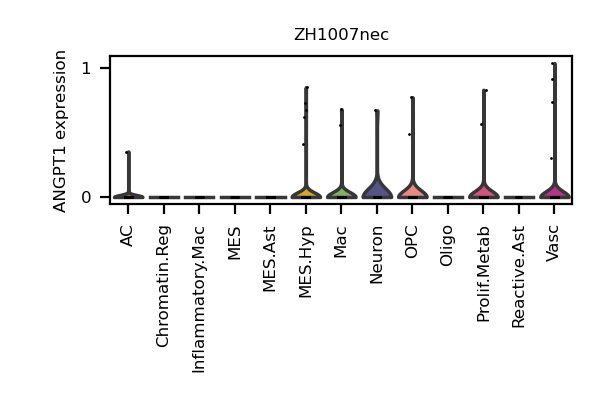 ZH1007nec
ANGPT1 expression
1
0
AC
Chromatin.Reg
Inflammatory.Mac
MES
MES.Ast
MES.Hyp
Mac
Neuron
OPC
Oligo
Prolif.Metab
Reactive.Ast
Vasc